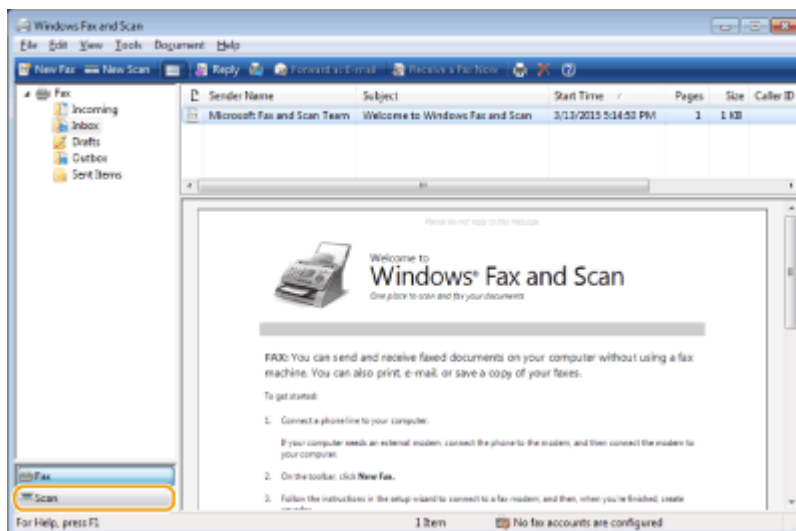 Windows Fax and Scan
File Edit View Tools Document Help
New Fax New Scan Reply Forward as E-mail Receive a Fax Now
Fax
Incoming
Inbox
Drafts
Outbox
Sent Items
Sender Name Subject Start Time Pages Size Caller ID
Microsoft Fax and Scan Team Welcome to Windows Fax and Scan 3/13/2015 5:14:53 PM 1 1 KB
Please do not reply to this message
Welcome to
Windows® Fax and Scan
One place to scan and fax your documents
FAX: You can send and receive faxed documents on your computer without using a fax
machine. You can also print, e-mail, or save a copy of your faxes.
To get started:
1. Connect a phone line to your computer.
If your computer needs an external modem, connect the phone to the modem, and then connect the modem to
your computer.
2. On the toolbar, click New Fax.
3. Follow the instructions in the setup wizard to connect to a fax modem, and then, when you're finished, create
Fax
Scan
For Help, press F1 1 Item No fax accounts are configured